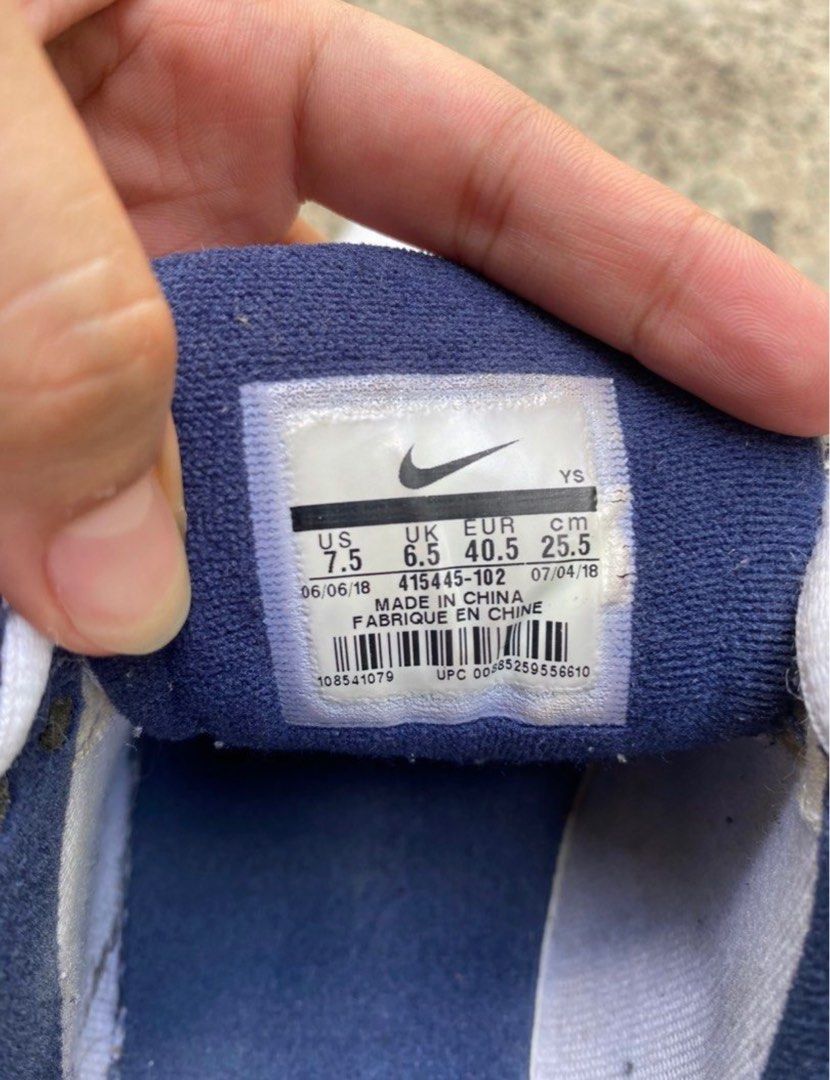 YS
US UK EUR cm
7.5 6.5 40.5 25.5
06/06/18 415445-102 07/04/18
MADE IN CHINA
FABRIQUE EN CHINE
108541079 UPC 00885259556610